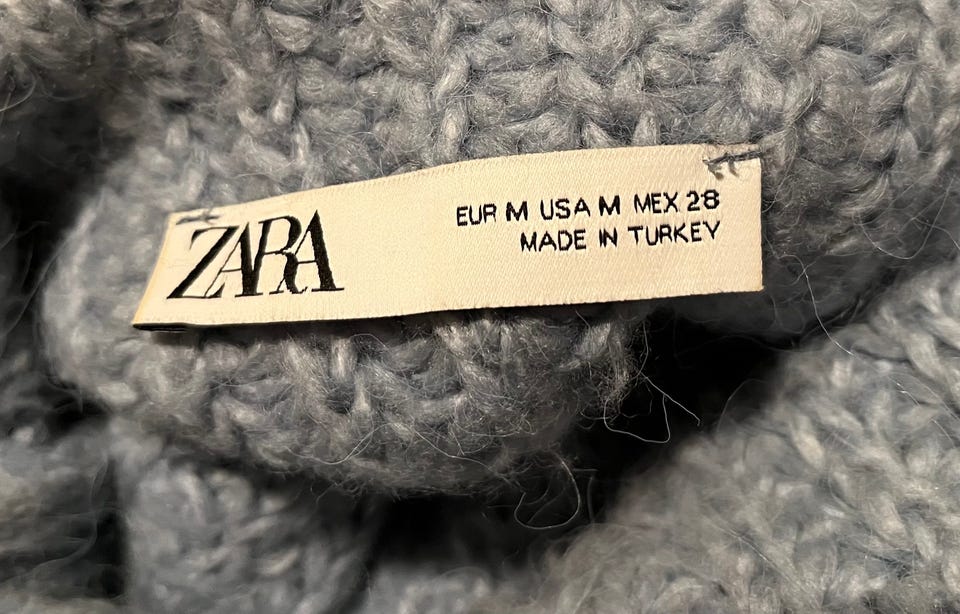 ZARA
EUR M USA M MEX 28
MADE IN TURKEY